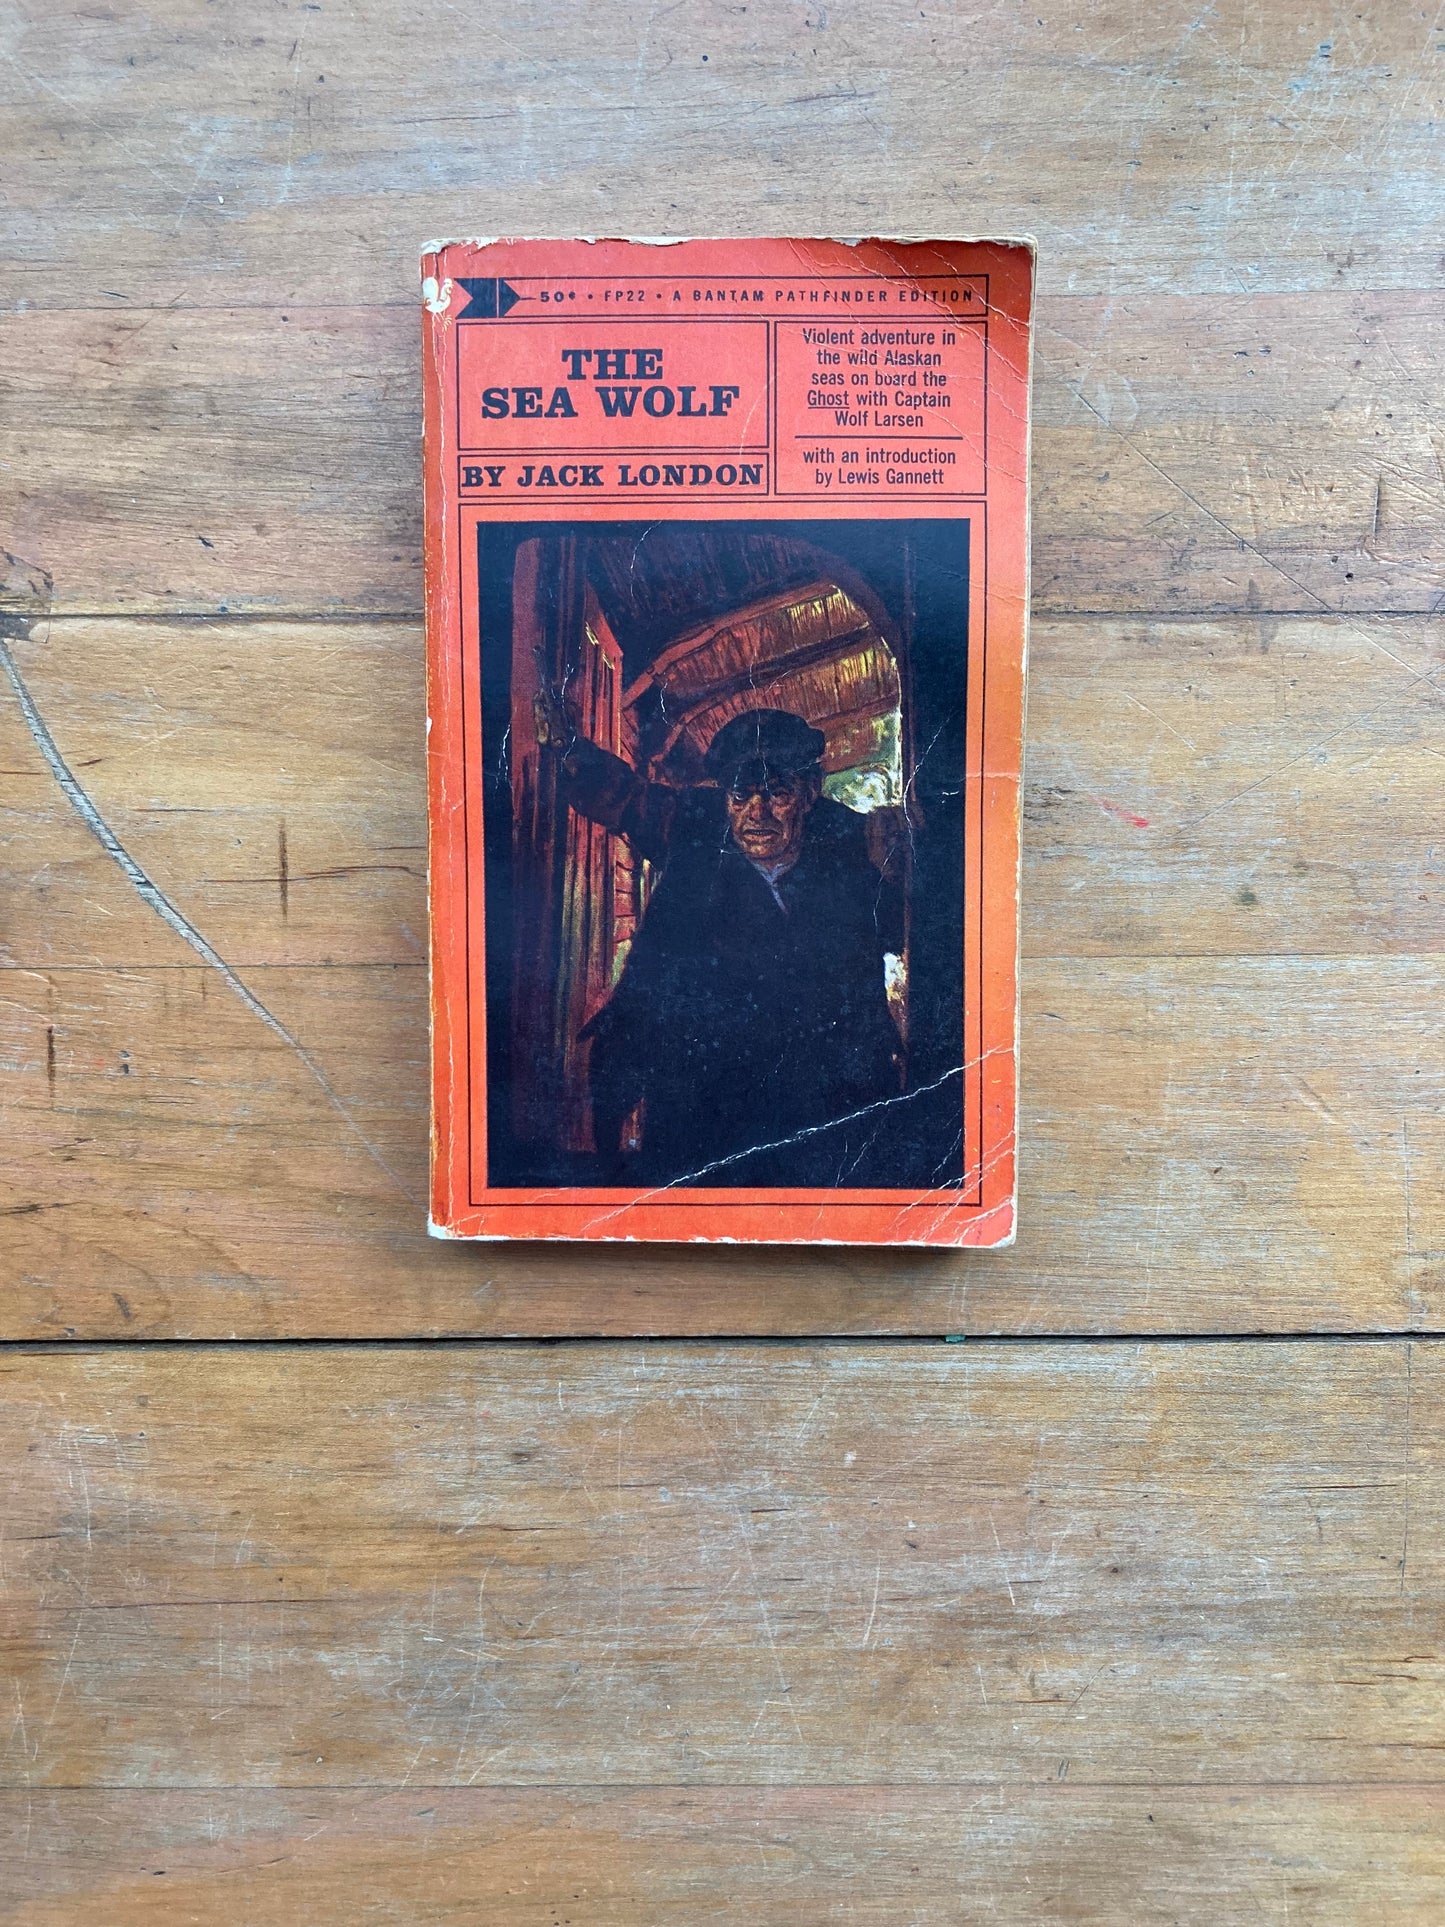 50¢ • FP22 • A BANTAM PATHFINDER EDITION
THE
SEA WOLF
BY JACK LONDON
Violent adventure in
the wild Alaskan
seas on board the
Ghost with Captain
Wolf Larsen
with an introduction
by Lewis Gannett